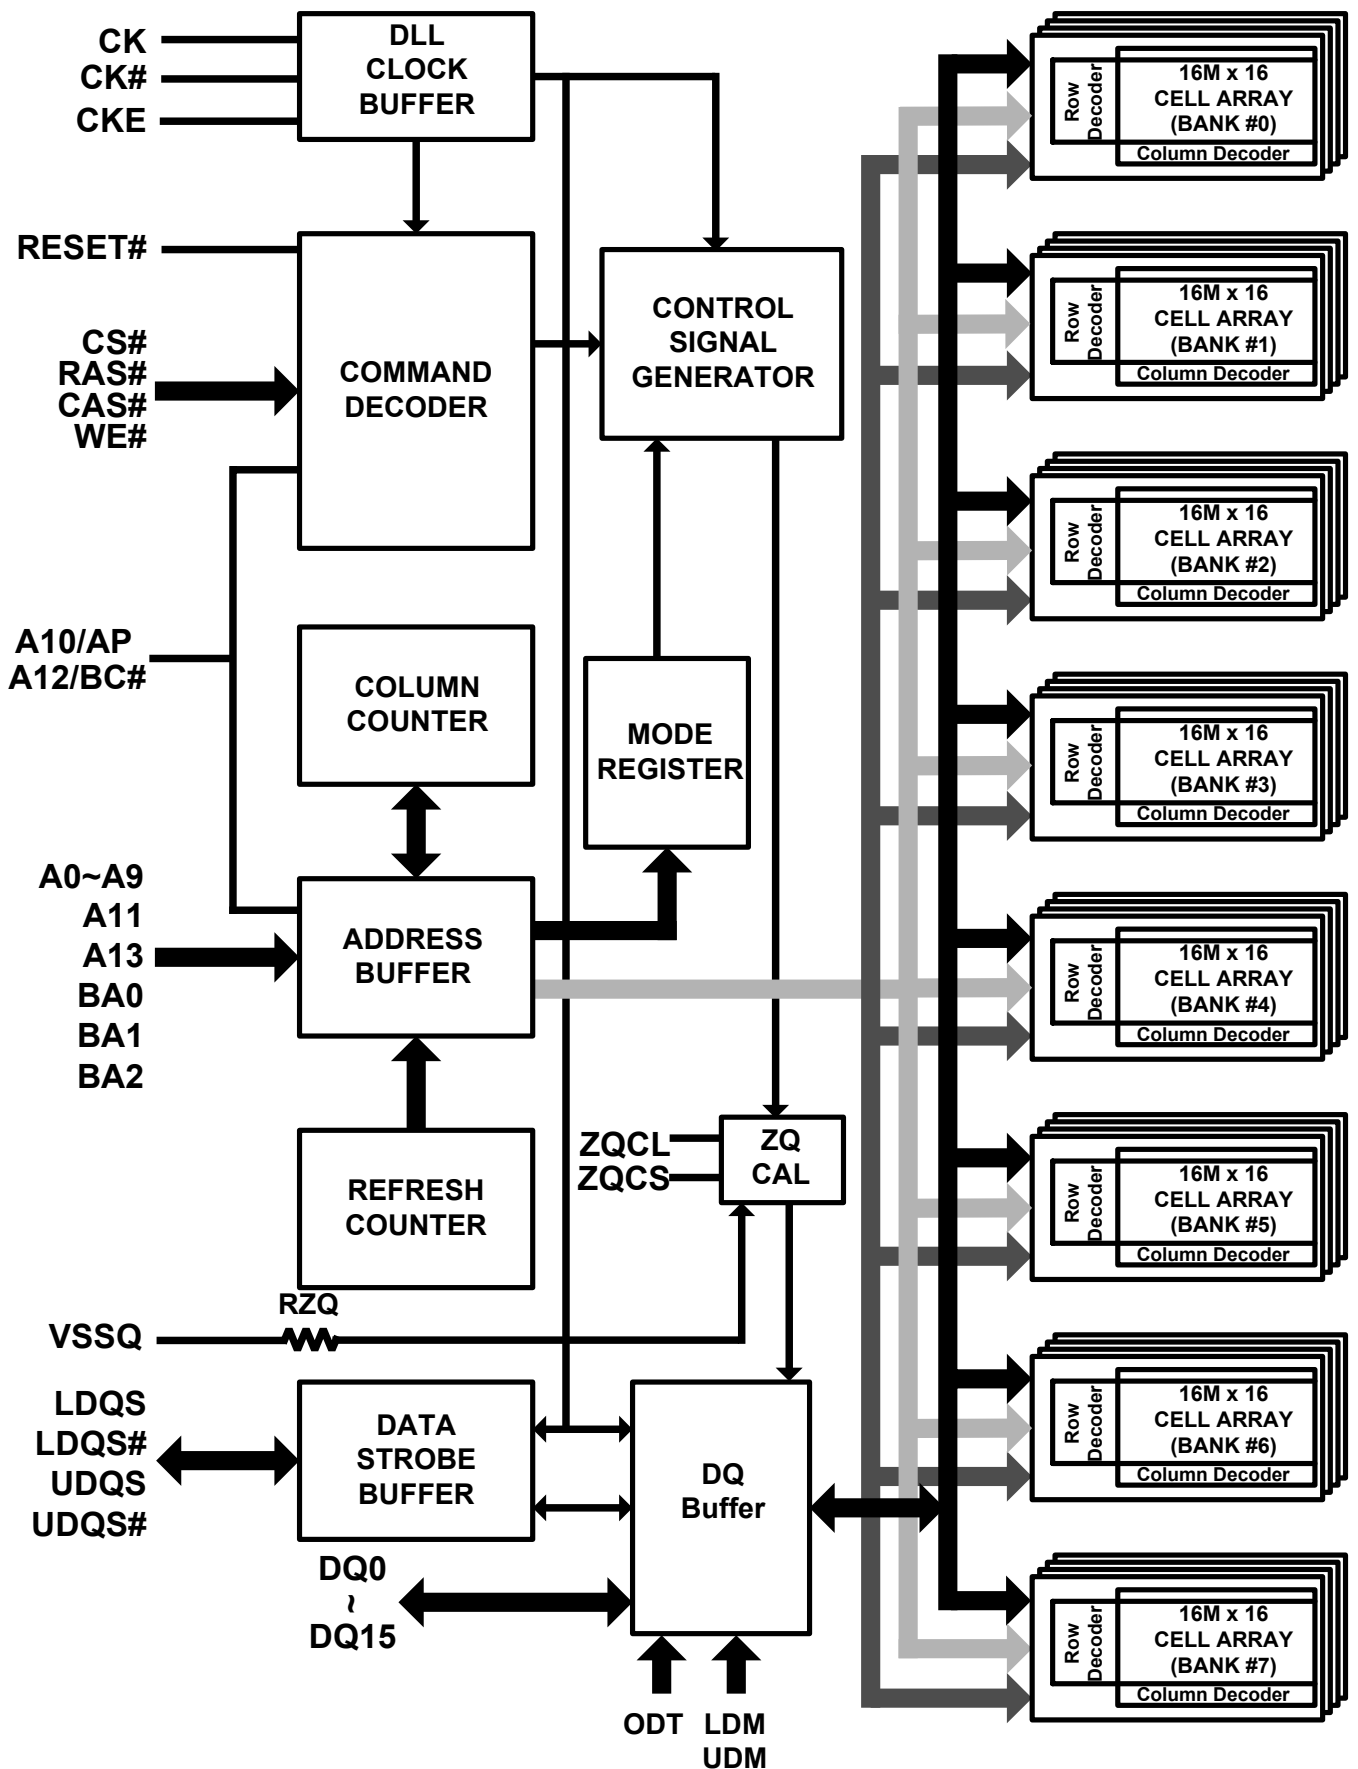 CK
CK#
CKE
DLL
CLOCK
BUFFER
RESET#
CS#
RAS#
CAS#
WE#
COMMAND
DECODER
CONTROL
SIGNAL
GENERATOR
A10/AP
A12/BC#
COLUMN
COUNTER
MODE
REGISTER
A0~A9
A11
A13
BA0
BA1
BA2
ADDRESS
BUFFER
REFRESH
COUNTER
ZQCL
ZQCS
ZQ
CAL
RZQ
VSSQ
LDQS
LDQS#
UDQS
UDQS#
DATA
STROBE
BUFFER
DQ
Buffer
DQ0
~
DQ15
ODT
LDM
UDM
Row
Decoder
16M x 16
CELL ARRAY
(BANK #0)
Column Decoder
Row
Decoder
16M x 16
CELL ARRAY
(BANK #1)
Column Decoder
Row
Decoder
16M x 16
CELL ARRAY
(BANK #2)
Column Decoder
Row
Decoder
16M x 16
CELL ARRAY
(BANK #3)
Column Decoder
Row
Decoder
16M x 16
CELL ARRAY
(BANK #4)
Column Decoder
Row
Decoder
16M x 16
CELL ARRAY
(BANK #5)
Column Decoder
Row
Decoder
16M x 16
CELL ARRAY
(BANK #6)
Column Decoder
Row
Decoder
16M x 16
CELL ARRAY
(BANK #7)
Column Decoder